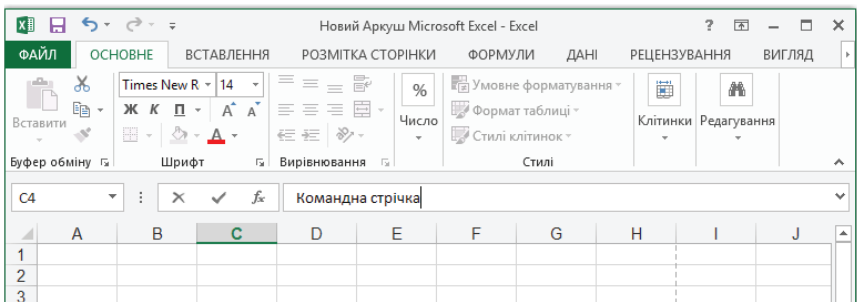 Новий Аркуш Microsoft Excel - Excel
ФАЙЛ ОСНОВНЕ ВСТАВЛЕННЯ РОЗМІТКА СТОРІНКИ ФОРМУЛИ ДАНІ РЕЦЕНЗУВАННЯ ВИГЛЯД
Times New R 14 % Умовне форматування
Ж К П A A Формат таблиці
Вставити Число Клітинки Редагування
A Стилі клітинок
Буфер обміну Шрифт Вирівнювання Стилі
C4 fx Командна стрічка
A B C D E F G H I J
1
2
3